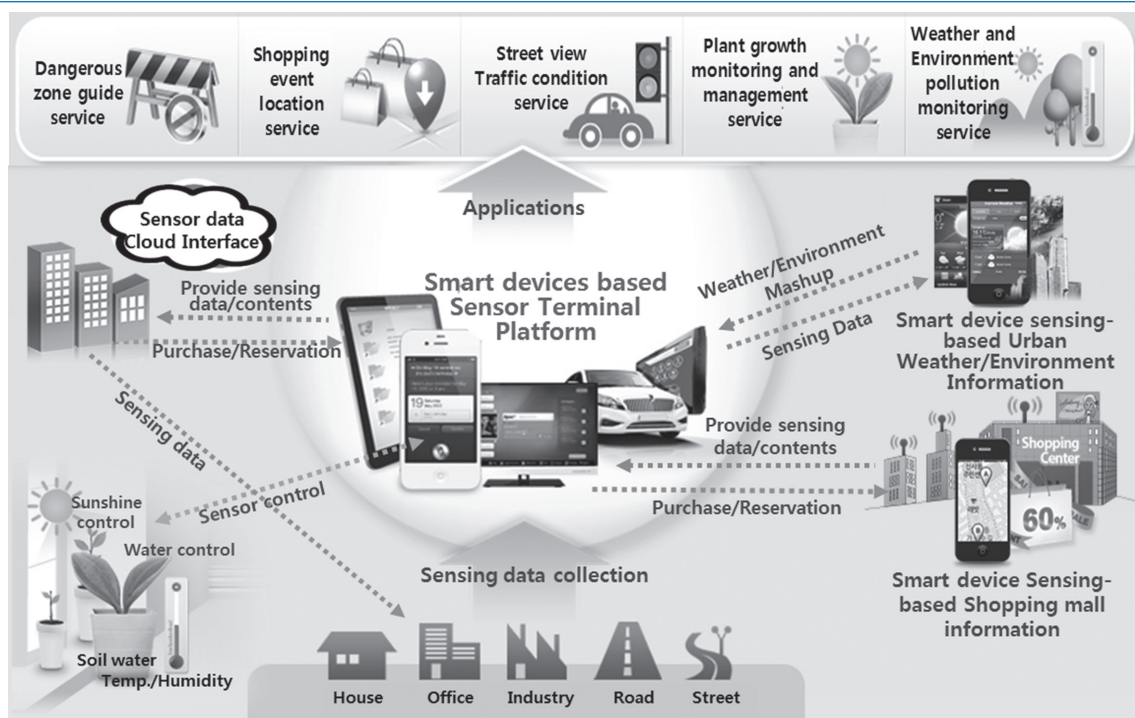 Dangerous
zone guide
service
Shopping
event
location
service
Street view
Traffic condition
service
Plant growth
monitoring and
management
service
Weather and
Environment
pollution
monitoring
service
Applications
Sensor data
Cloud Interface
Provide sensing
data/contents
Purchase/Reservation
Smart devices based
Sensor Terminal
Platform
Weather/Environment
Mashup
Sensing Data
Smart device sensing-
based Urban
Weather/Environment
Information
Sensing data
Sensor control
Provide sensing
data/contents
Purchase/Reservation
Shopping
Center
60%
SALE
Smart device Sensing-
based Shopping mall
information
Sunshine
control
Water control
Soil water
Temp./Humidity
Sensing data collection
19
A
B
House
Office
Industry
Road
Street